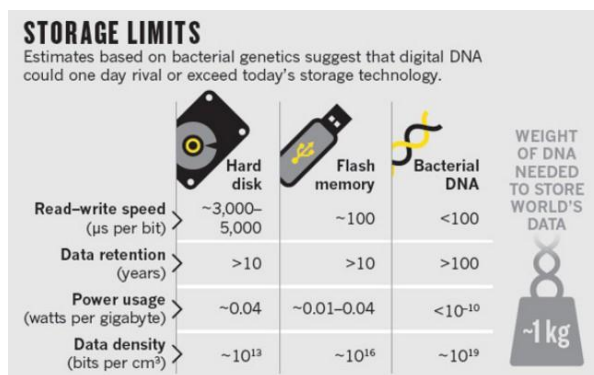 STORAGE LIMITS
Estimates based on bacterial genetics suggest that digital DNA
could one day rival or exceed today's storage technology.
Hard
disk
Flash
memory
Bacterial
DNA
WEIGHT
OF DNA
NEEDED
TO STORE
WORLD'S
DATA
~1 kg
Read–write speed
(μs per bit)
~3,000–
5,000
~100
<100
Data retention
(years)
>10
>10
>100
Power usage
(watts per gigabyte)
~0.04
~0.01–0.04
<10⁻¹⁰
Data density
(bits per cm³)
~10¹³
~10¹⁶
~10¹⁹